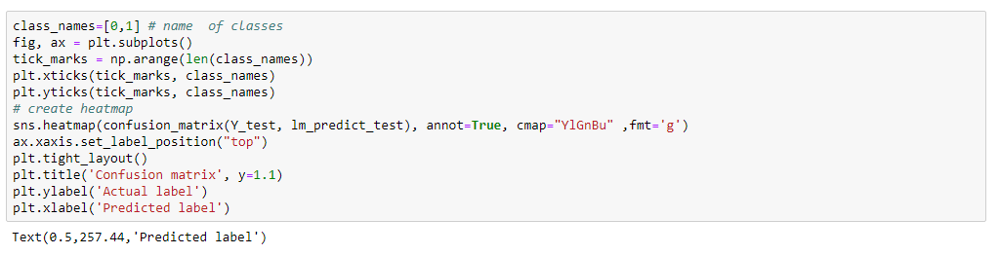 class_names=[0,1] # name  of classes
fig, ax = plt.subplots()
tick_marks = np.arange(len(class_names))
plt.xticks(tick_marks, class_names)
plt.yticks(tick_marks, class_names)
# create heatmap
sns.heatmap(confusion_matrix(Y_test, lm_predict_test), annot=True, cmap="YlGnBu" ,fmt='g')
ax.xaxis.set_label_position("top")
plt.tight_layout()
plt.title('Confusion matrix', y=1.1)
plt.ylabel('Actual label')
plt.xlabel('Predicted label')
Text(0.5,257.44,'Predicted label')